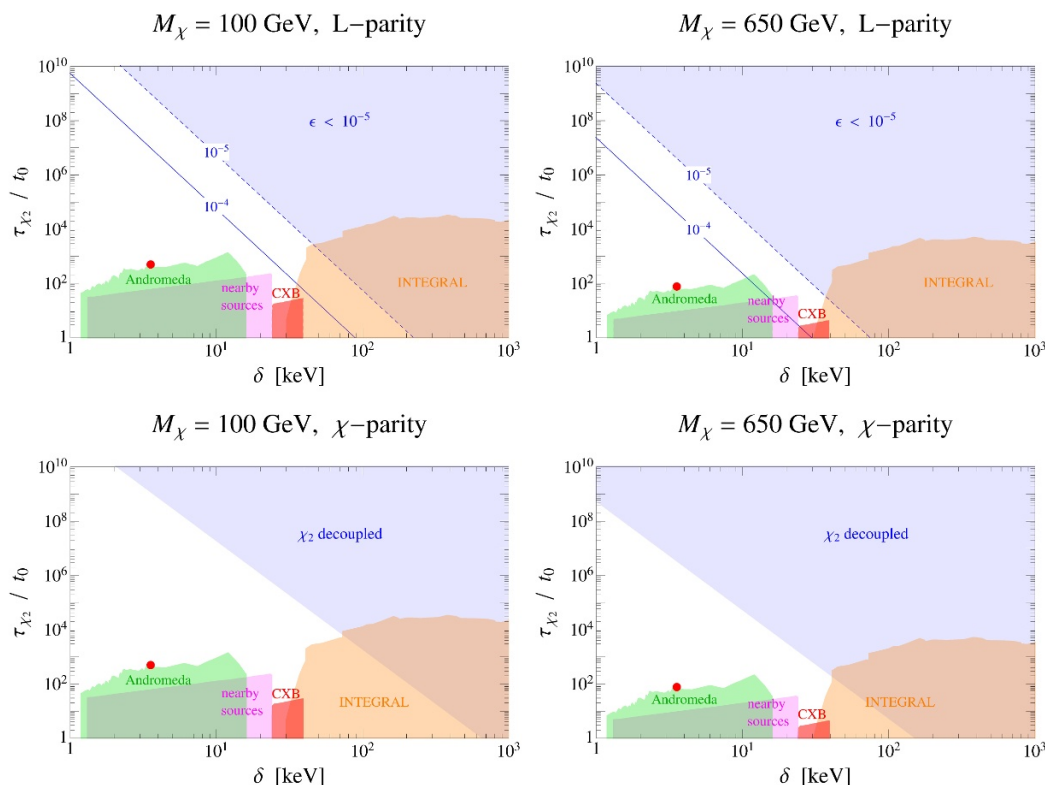 M_χ = 100 GeV, L−parity
10^10
10^8
10^6
10^4
10^2
1
τ_χ2 / t_0
ϵ < 10^-5
10^-5
10^-4
Andromeda
nearby
sources
CXB
INTEGRAL
1
10^1
10^2
10^3
δ [keV]
M_χ = 650 GeV, L−parity
10^10
10^8
10^6
10^4
10^2
1
τ_χ2 / t_0
ϵ < 10^-5
10^-5
10^-4
Andromeda
nearby
sources
CXB
INTEGRAL
1
10^1
10^2
10^3
δ [keV]
M_χ = 100 GeV, χ−parity
10^10
10^8
10^6
10^4
10^2
1
τ_χ2 / t_0
χ_2 decoupled
Andromeda
nearby
sources
CXB
INTEGRAL
1
10^1
10^2
10^3
δ [keV]
M_χ = 650 GeV, χ−parity
10^10
10^8
10^6
10^4
10^2
1
τ_χ2 / t_0
χ_2 decoupled
Andromeda
nearby
sources
CXB
INTEGRAL
1
10^1
10^2
10^3
δ [keV]